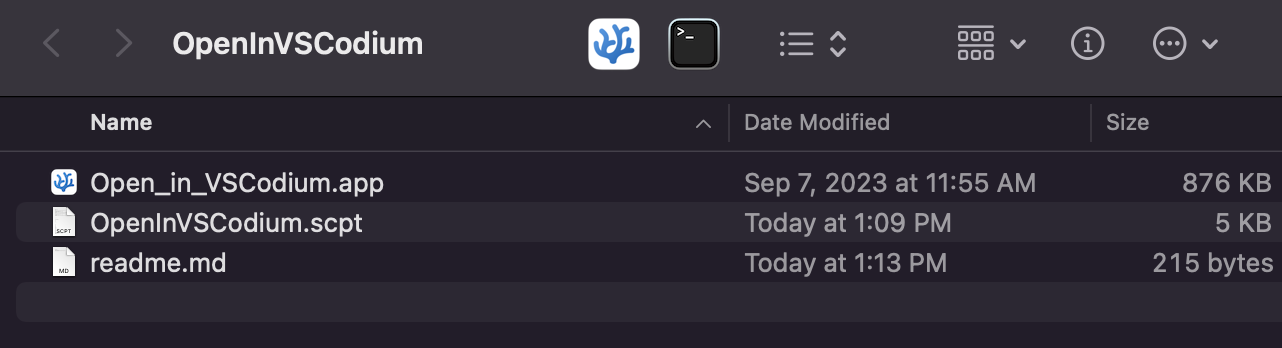 OpenInVSCodium
>_
Name Date Modified Size
Open_in_VSCodium.app Sep 7, 2023 at 11:55 AM 876 KB
SCPT OpenInVSCodium.scpt Today at 1:09 PM 5 KB
MD readme.md Today at 1:13 PM 215 bytes